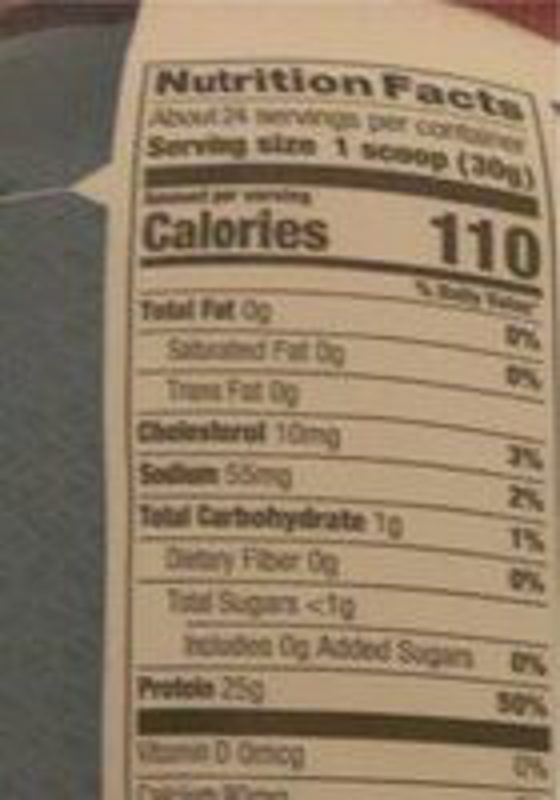 Nutrition Facts
About 24 servings per container
Serving size 1 scoop (30g)
Amount per serving
Calories 110
% Daily Value*
Total Fat 0g 0%
Saturated Fat 0g 0%
Trans Fat 0g
Cholesterol 10mg 3%
Sodium 55mg 2%
Total Carbohydrate 1g 1%
Dietary Fiber 0g 0%
Total Sugars <1g
Includes 0g Added Sugars 0%
Protein 25g 50%
Vitamin D 0mcg 0%
Calcium